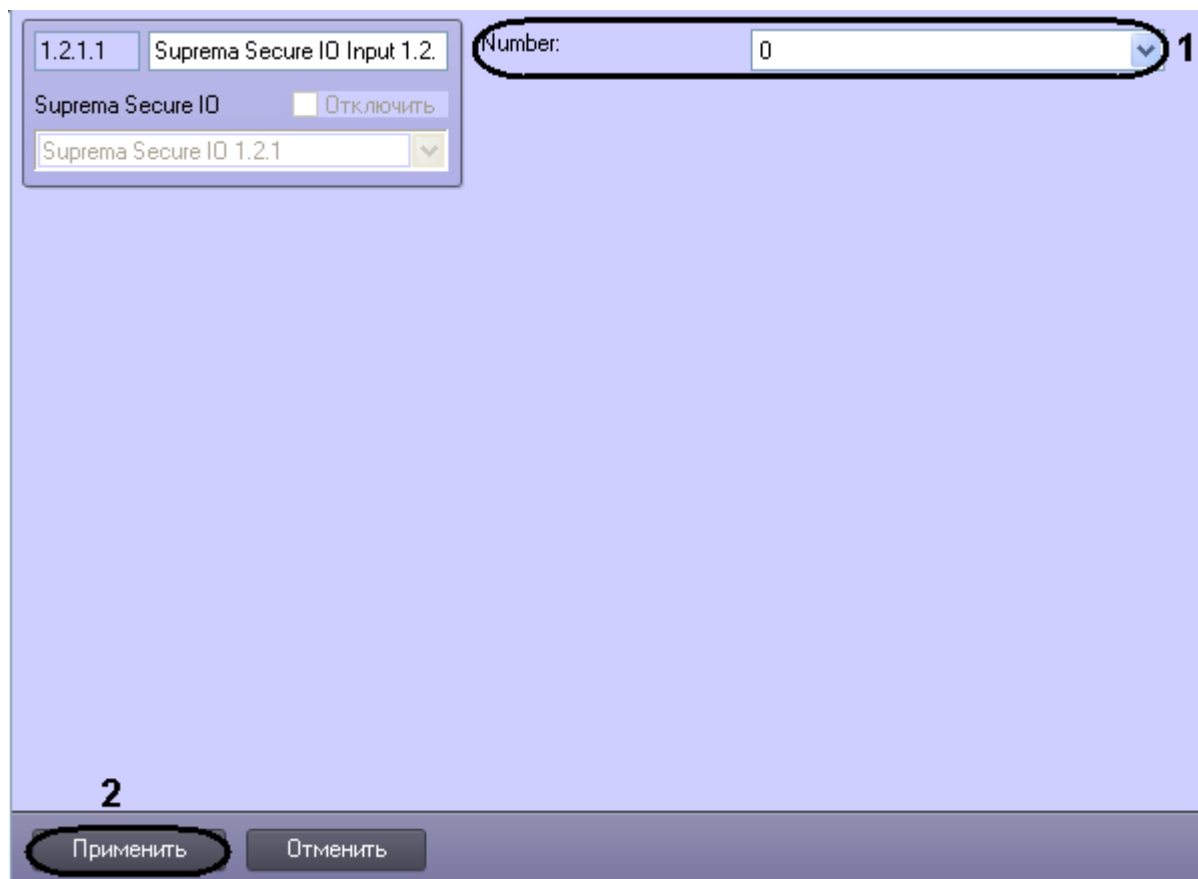 1.2.1.1 Suprema Secure IO Input 1.2.
Number: 0 1
Suprema Secure IO Отключить
Suprema Secure IO 1.2.1
2
Применить Отменить